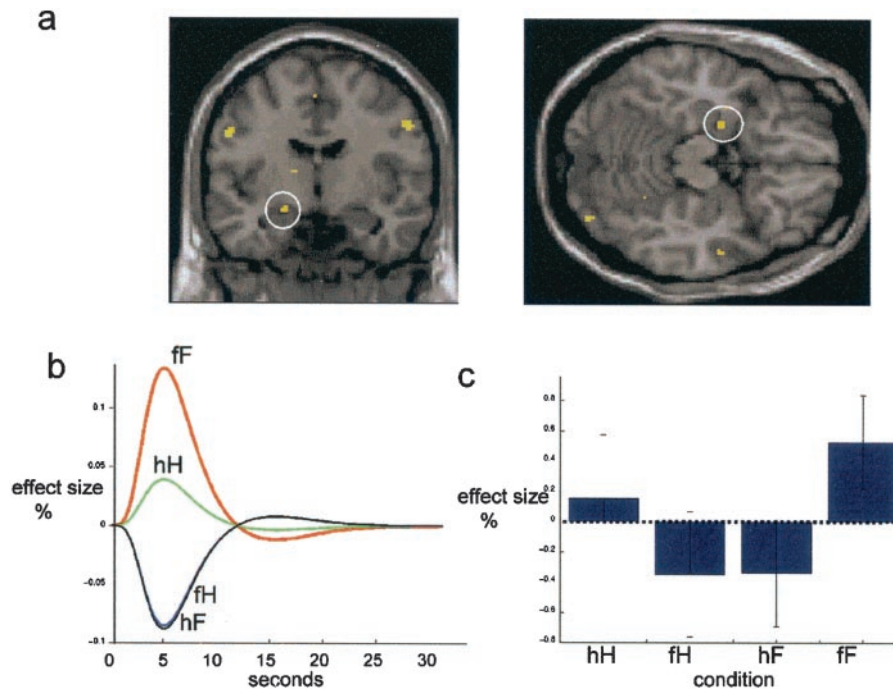 a
b
fF
hH
fH
hF
effect size
%
0.1
0.05
0
-0.05
-0.1
0 5 10 15 20 25 30
seconds
c
effect size
%
0.8
0.6
0.4
0.2
0
-0.2
-0.4
-0.6
-0.8
hH fH hF fF
condition